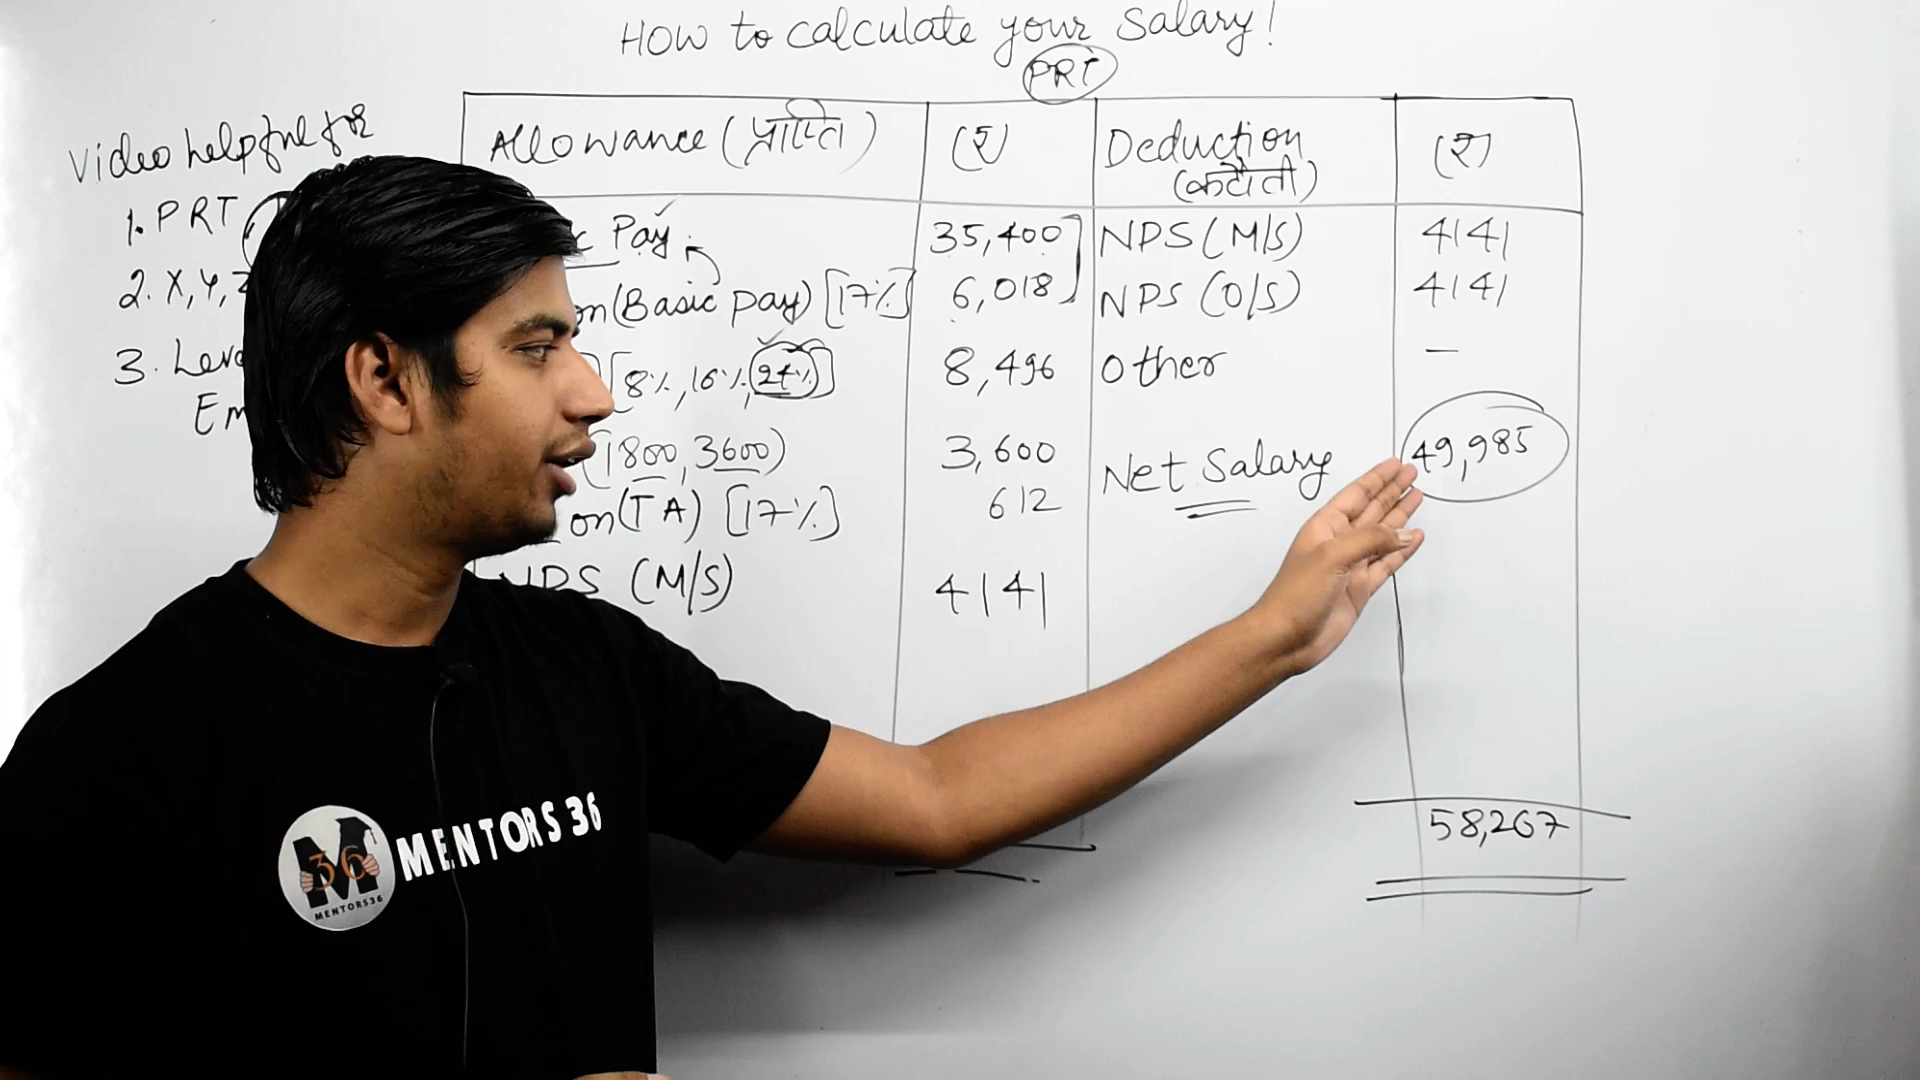 How to calculate your Salary!
PRT
Video helpful for
1. PRT
2. X, Y, Z
3. Leve
Em
Allowance (प्राप्ति) (₹) Deduction (₹)
(कटौती)
Pay 35,400 NPS (M/S) 4141
on (Basic pay) [17%] 6,018 NPS (O/S) 4141
[8%, 16%, 24%] 8,496 Other —
(1800, 3600) 3,600 Net Salary 49,985
on (TA) [17%] 612
NPS (M/S) 4141
58,267
MENTORS 36
M
36
MENTORS36